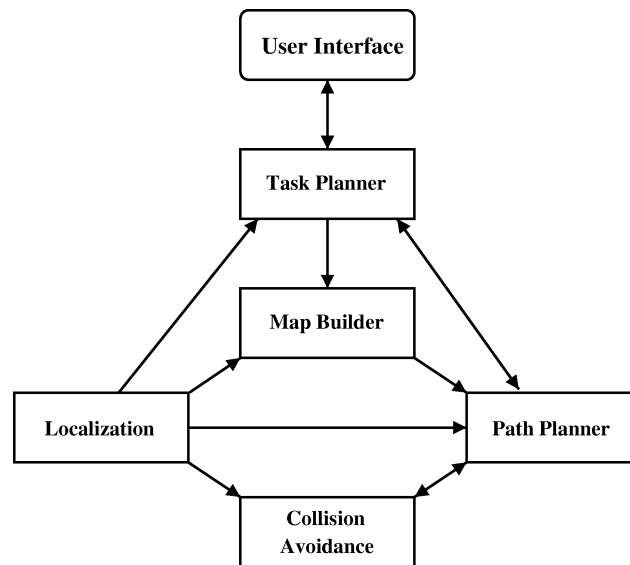 User Interface
Task Planner
Map Builder
Localization
Path Planner
Collision
Avoidance